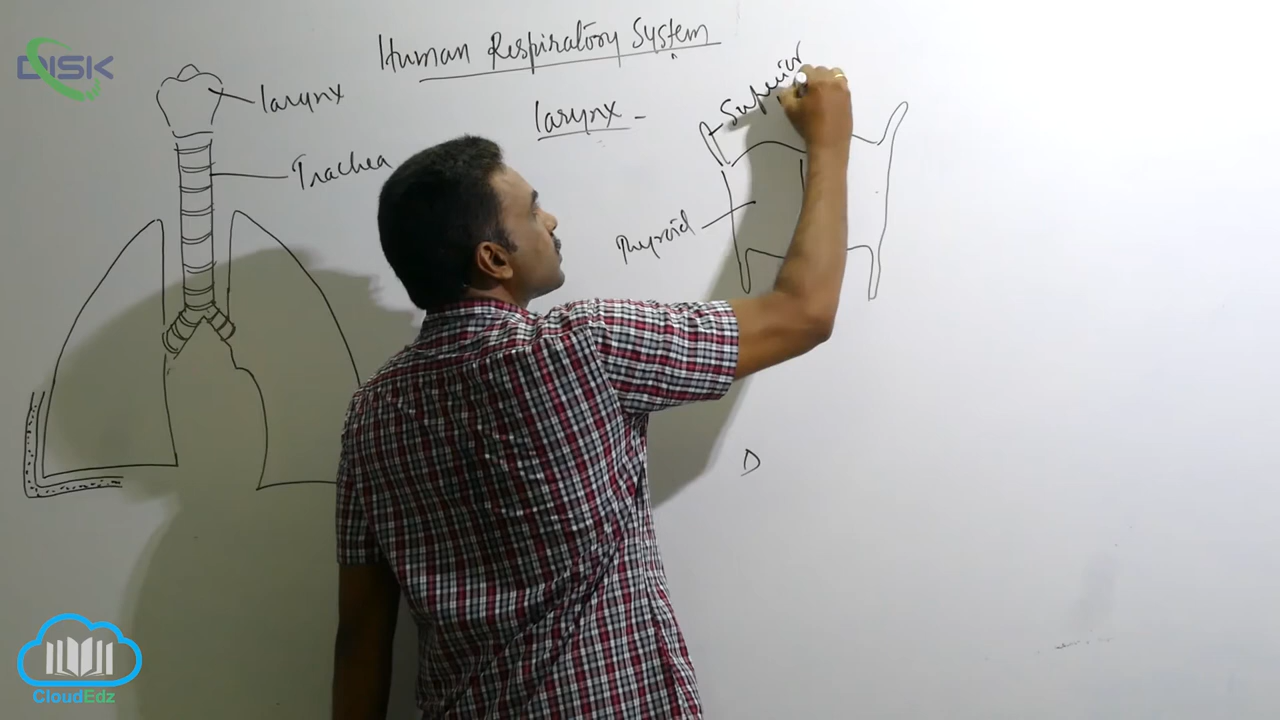 Human Respiratory System
DISK
larynx
larynx -
Superior
Trachea
Thyroid
D
CloudEdz